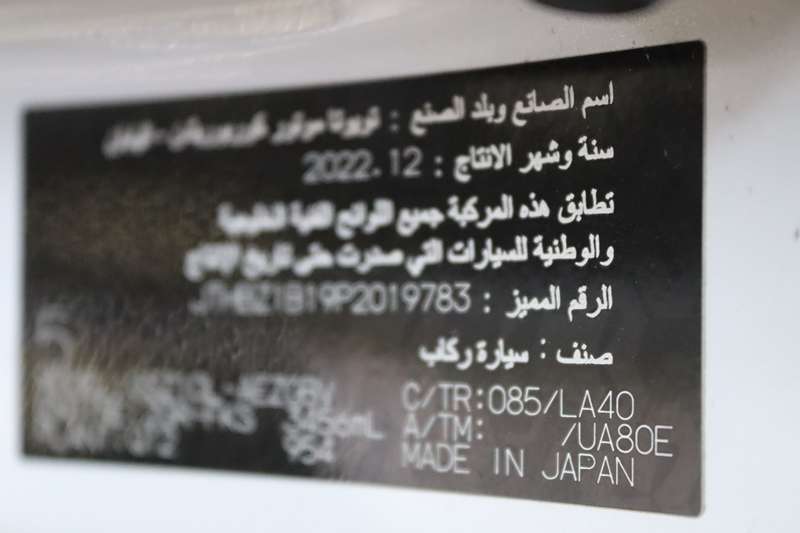 اسم الصانع وبلد الصنع : تويوتا موتور كوربوريشن - اليابان
سنة وشهر الانتاج : 2022.12
تطابق هذه المركبة جميع اللوائح الفنية الخليجية
والوطنية للسيارات التي صدرت حتى تاريخ الإنتاج
الرقم المميز : JTHBZ1B19P2019783
صنف : سيارة ركاب
C/TR:085/LA40
A/TM: /UA80E
MADE IN JAPAN